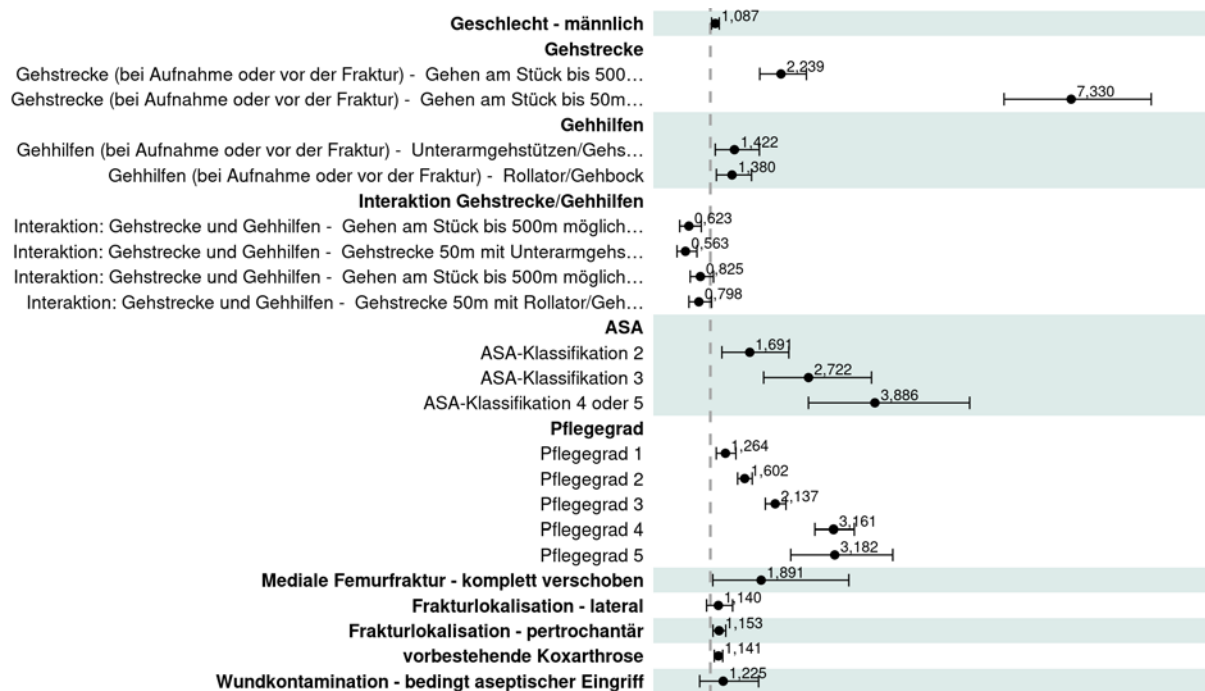 Geschlecht - männlich 1,087
Gehstrecke
Gehstrecke (bei Aufnahme oder vor der Fraktur) - Gehen am Stück bis 500… 2,239
Gehstrecke (bei Aufnahme oder vor der Fraktur) - Gehen am Stück bis 50m… 7,330
Gehhilfen
Gehhilfen (bei Aufnahme oder vor der Fraktur) - Unterarmgehstützen/Gehs… 1,422
Gehhilfen (bei Aufnahme oder vor der Fraktur) - Rollator/Gehbock 1,380
Interaktion Gehstrecke/Gehhilfen
Interaktion: Gehstrecke und Gehhilfen - Gehen am Stück bis 500m möglich… 0,623
Interaktion: Gehstrecke und Gehhilfen - Gehstrecke 50m mit Unterarmgehs… 0,563
Interaktion: Gehstrecke und Gehhilfen - Gehen am Stück bis 500m möglich… 0,825
Interaktion: Gehstrecke und Gehhilfen - Gehstrecke 50m mit Rollator/Geh… 0,798
ASA
ASA-Klassifikation 2 1,691
ASA-Klassifikation 3 2,722
ASA-Klassifikation 4 oder 5 3,886
Pflegegrad
Pflegegrad 1 1,264
Pflegegrad 2 1,602
Pflegegrad 3 2,137
Pflegegrad 4 3,161
Pflegegrad 5 3,182
Mediale Femurfraktur - komplett verschoben 1,891
Frakturlokalisation - lateral 1,140
Frakturlokalisation - pertrochantär 1,153
vorbestehende Koxarthrose 1,141
Wundkontamination - bedingt aseptischer Eingriff 1,225